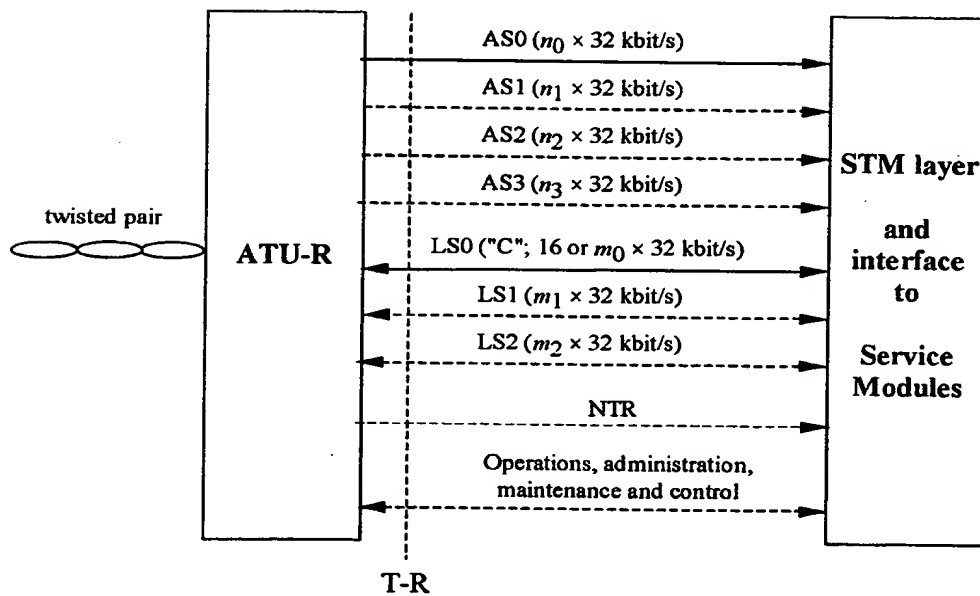 AS0 (n0 × 32 kbit/s)
AS1 (n1 × 32 kbit/s)
AS2 (n2 × 32 kbit/s)
AS3 (n3 × 32 kbit/s)
twisted pair
ATU-R
LS0 ("C"; 16 or m0 × 32 kbit/s)
LS1 (m1 × 32 kbit/s)
LS2 (m2 × 32 kbit/s)
NTR
Operations, administration,
maintenance and control
T-R
STM layer
and
interface
to
Service
Modules